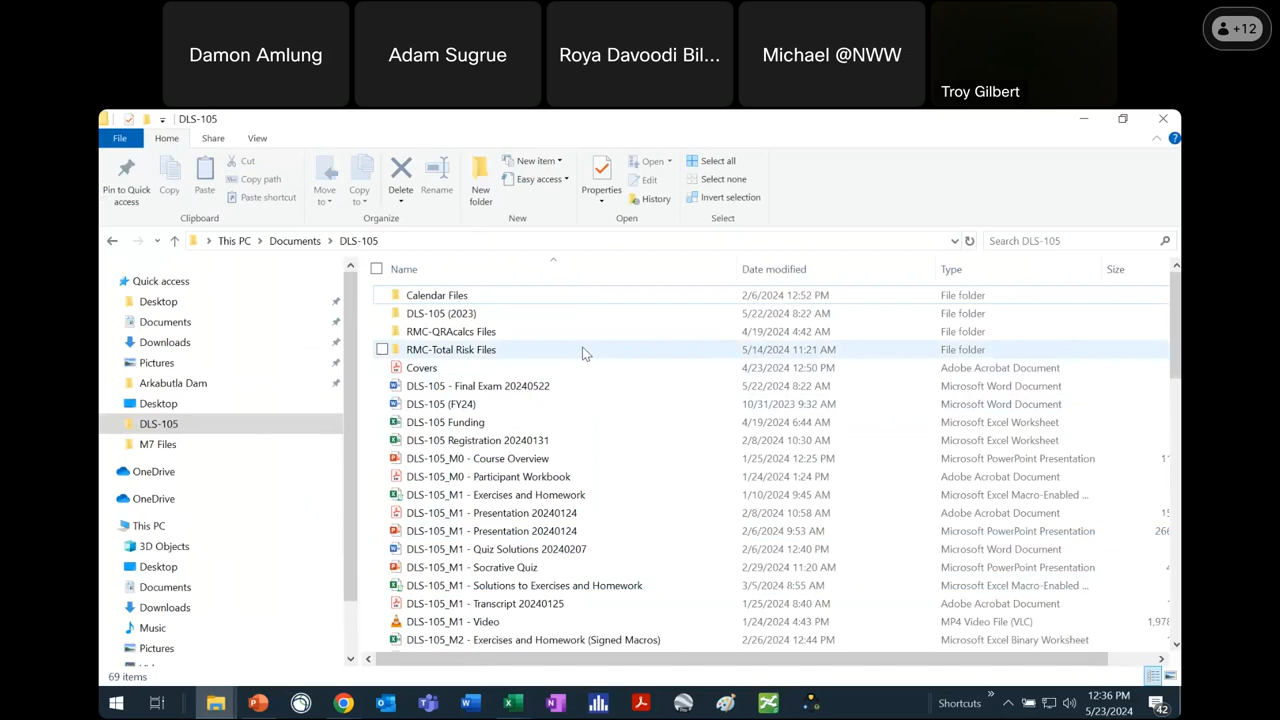 Damon Amlung
Adam Sugrue
Roya Davoodi Bil...
Michael @NWW
Troy Gilbert
+12
DLS-105
File
Home
Share
View
Pin to Quick access
Copy
Paste
Cut
Copy path
Paste shortcut
Clipboard
Move to
Copy to
Delete
Rename
Organize
New folder
New item
Easy access
New
Properties
Open
Edit
History
Open
Select all
Select none
Invert selection
Select
This PC > Documents > DLS-105
Search DLS-105
Quick access
Desktop
Documents
Downloads
Pictures
Arkabutla Dam
Desktop
DLS-105
M7 Files
OneDrive
OneDrive
This PC
3D Objects
Desktop
Documents
Downloads
Music
Pictures
Name Date modified Type Size
Calendar Files 2/6/2024 12:52 PM File folder
DLS-105 (2023) 5/22/2024 8:22 AM File folder
RMC-QRAcalcs Files 4/19/2024 4:42 AM File folder
RMC-Total Risk Files 5/14/2024 11:21 AM File folder
Covers 4/23/2024 12:50 PM Adobe Acrobat Document
DLS-105 - Final Exam 20240522 5/22/2024 8:22 AM Microsoft Word Document
DLS-105 (FY24) 10/31/2023 9:32 AM Microsoft Word Document
DLS-105 Funding 4/19/2024 6:44 AM Microsoft Excel Worksheet
DLS-105 Registration 20240131 2/8/2024 10:30 AM Microsoft Excel Worksheet
DLS-105_M0 - Course Overview 1/25/2024 12:25 PM Microsoft PowerPoint Presentation 11
DLS-105_M0 - Participant Workbook 1/24/2024 1:24 PM Adobe Acrobat Document
DLS-105_M1 - Exercises and Homework 1/10/2024 9:45 AM Microsoft Excel Macro-Enabled ...
DLS-105_M1 - Presentation 20240124 2/8/2024 10:58 AM Adobe Acrobat Document 15
DLS-105_M1 - Presentation 20240124 2/6/2024 9:53 AM Microsoft PowerPoint Presentation 266
DLS-105_M1 - Quiz Solutions 20240207 2/6/2024 12:40 PM Microsoft Word Document
DLS-105_M1 - Socrative Quiz 2/29/2024 11:20 AM Microsoft PowerPoint Presentation
DLS-105_M1 - Solutions to Exercises and Homework 3/5/2024 8:55 AM Microsoft Excel Macro-Enabled ...
DLS-105_M1 - Transcript 20240125 1/25/2024 8:40 AM Adobe Acrobat Document
DLS-105_M1 - Video 1/24/2024 4:43 PM MP4 Video File (VLC) 1,978
DLS-105_M2 - Exercises and Homework (Signed Macros) 2/26/2024 12:44 PM Microsoft Excel Binary Worksheet
69 items
Shortcuts
12:36 PM
5/23/2024
42